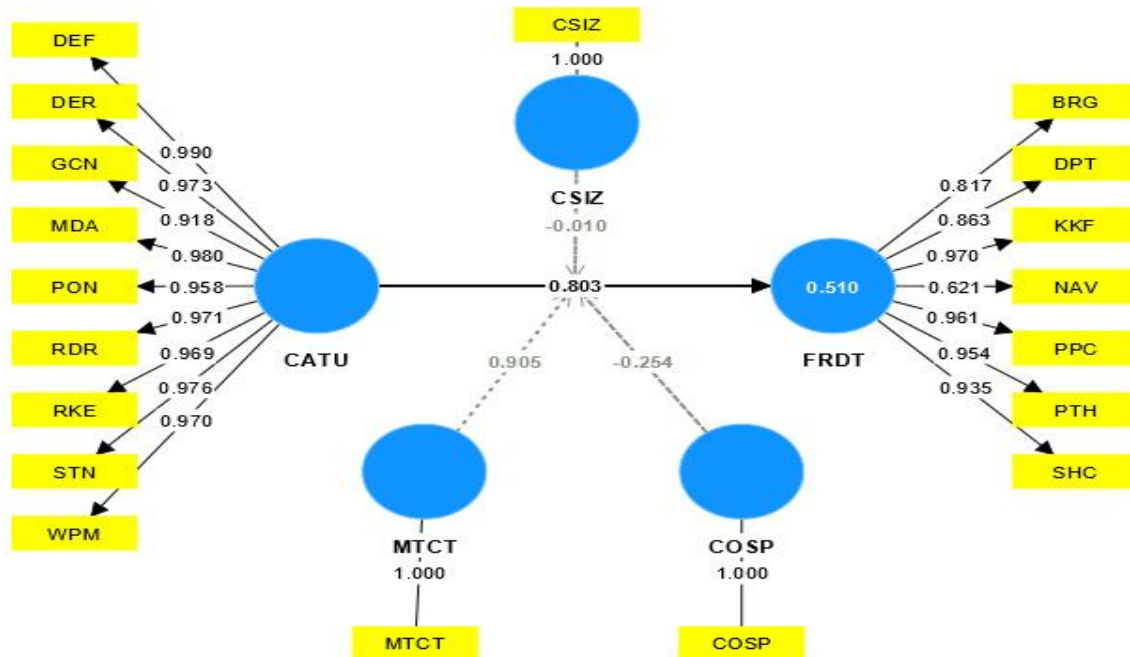 CSIZ
1.000
CSIZ
-0.010
DEF
DER
GCN
MDA
PON
RDR
RKE
STN
WPM
0.990
0.973
0.918
0.980
0.958
0.971
0.969
0.976
0.970
CATU
0.803
0.905
-0.254
0.510
FRDT
0.817
0.863
0.970
0.621
0.961
0.954
0.935
BRG
DPT
KKF
NAV
PPC
PTH
SHC
MTCT
1.000
MTCT
COSP
1.000
COSP